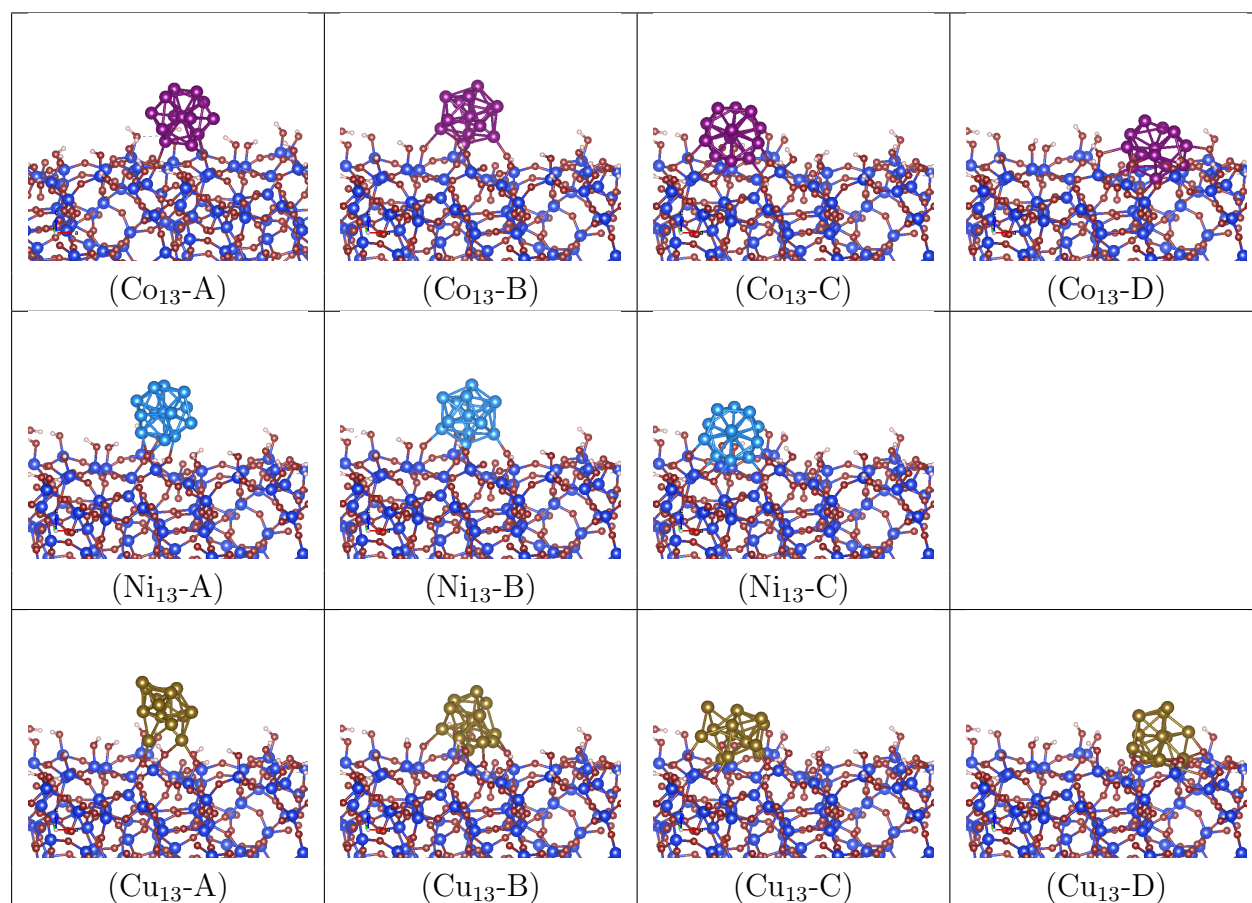 (Co₁₃-A) (Co₁₃-B) (Co₁₃-C) (Co₁₃-D)
(Ni₁₃-A) (Ni₁₃-B) (Ni₁₃-C)
(Cu₁₃-A) (Cu₁₃-B) (Cu₁₃-C) (Cu₁₃-D)